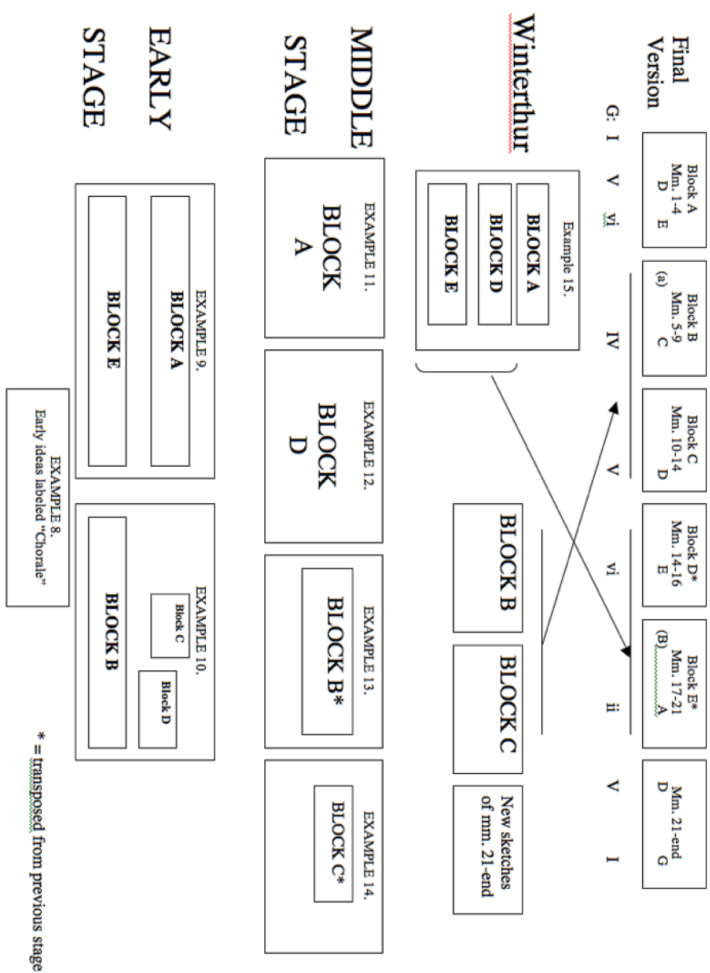 Final
Version
Block A
Mm. 1-4
D E
Block B
Mm. 5-9
(a) C
Block C
Mm. 10-14
D
Block D*
Mm. 14-16
E
Block E*
Mm. 17-21
(B) A
Mm. 21-end
D G
G: I V vi IV V vi ii V I
Winterthur
Example 15.
BLOCK A
BLOCK D
BLOCK E
BLOCK B
BLOCK C
New sketches
of mm. 21-end
MIDDLE
STAGE
EXAMPLE 11.
BLOCK
A
EXAMPLE 12.
BLOCK
D
EXAMPLE 13.
BLOCK B*
EXAMPLE 14.
BLOCK C*
EARLY
STAGE
EXAMPLE 9.
BLOCK A
BLOCK E
EXAMPLE 10.
Block C
Block D
BLOCK B
EXAMPLE 8.
Early ideas labeled “Chorale”
* = transposed from previous stage